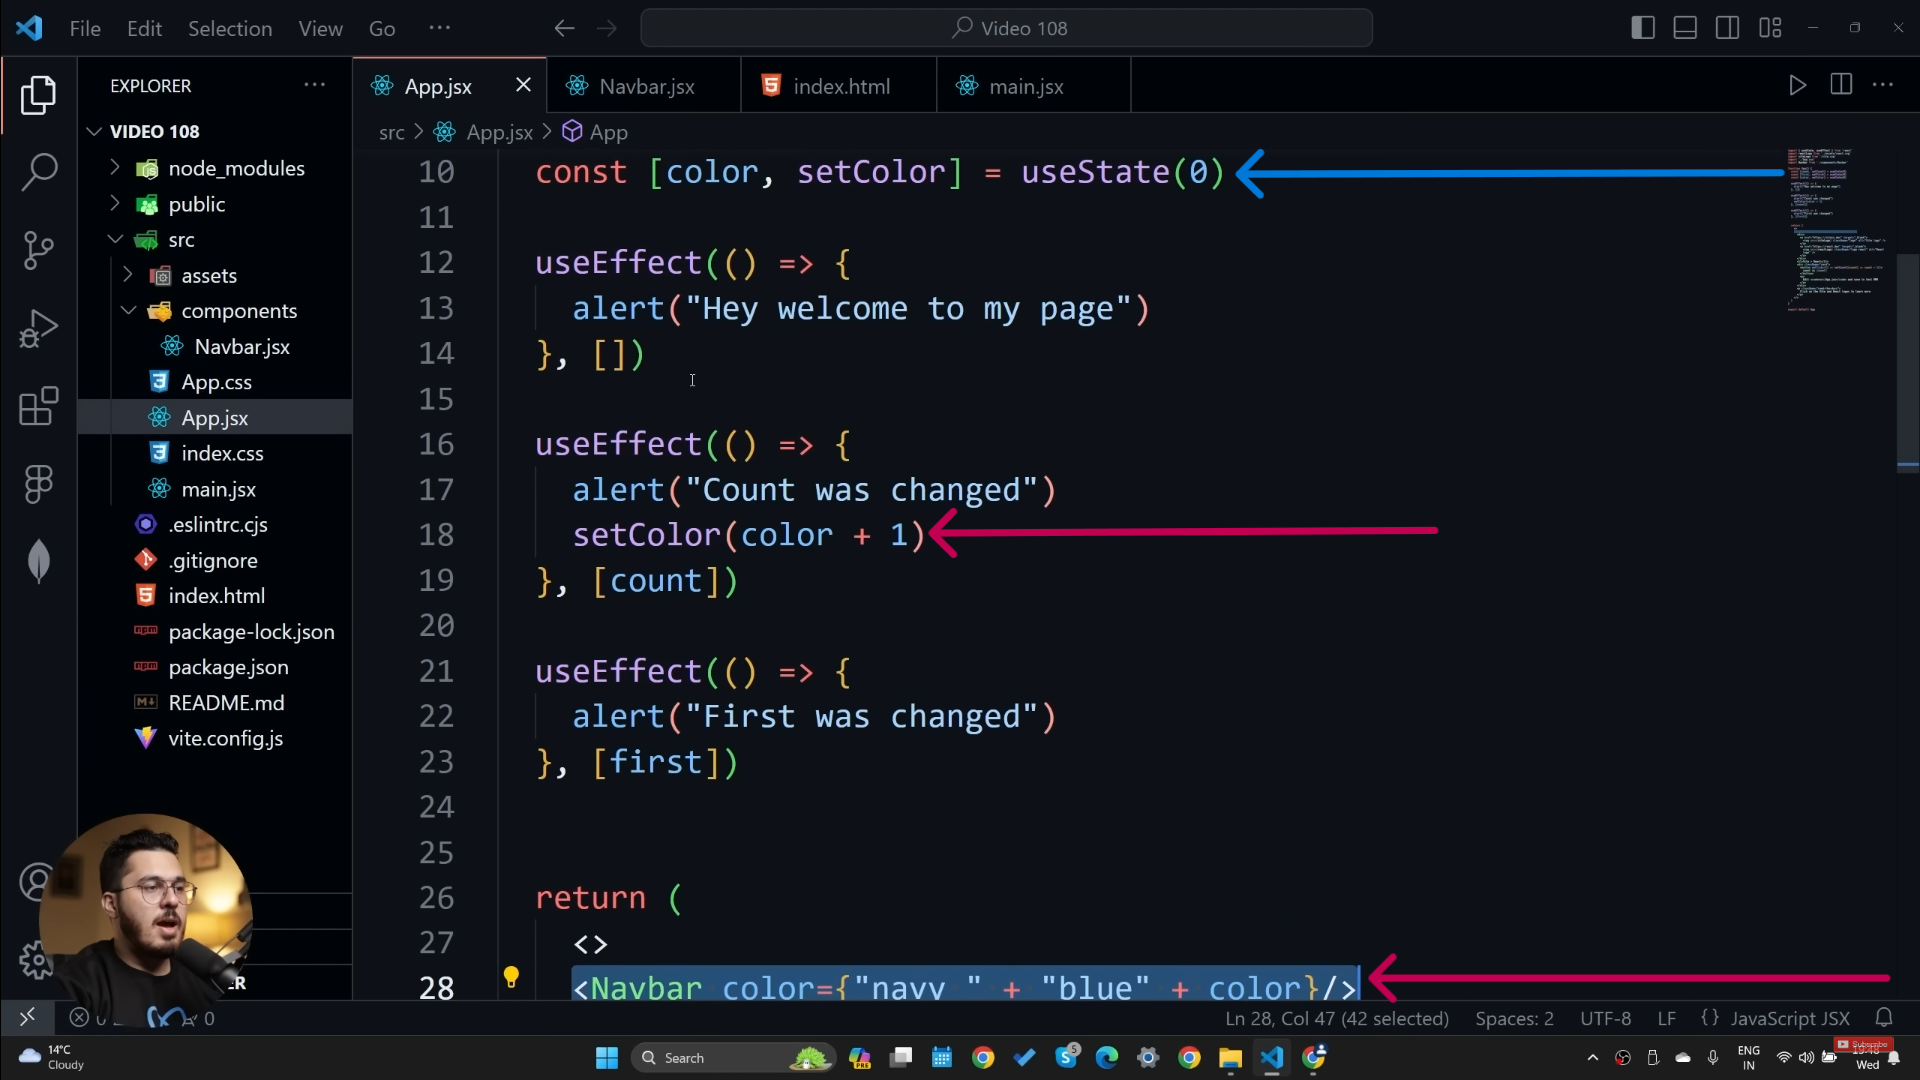 File Edit Selection View Go ···
Video 108
EXPLORER ···
App.jsx
Navbar.jsx
index.html
main.jsx
VIDEO 108
node_modules
public
src
assets
components
Navbar.jsx
App.css
App.jsx
index.css
main.jsx
.eslintrc.cjs
.gitignore
index.html
package-lock.json
package.json
README.md
vite.config.js
src > App.jsx > App
10 const [color, setColor] = useState(0)
11
12 useEffect(() => {
13 alert("Hey welcome to my page")
14 }, [])
15
16 useEffect(() => {
17 alert("Count was changed")
18 setColor(color + 1)
19 }, [count])
20
21 useEffect(() => {
22 alert("First was changed")
23 }, [first])
24
25
26 return (
27 <>
28 <Navbar color={"navy " + "blue" + color}/>
0
Ln 28, Col 47 (42 selected) Spaces: 2 UTF-8 LF {} JavaScript JSX
14°C
Cloudy
Search
PRE
5
ENG
IN
Subscribe
Wed